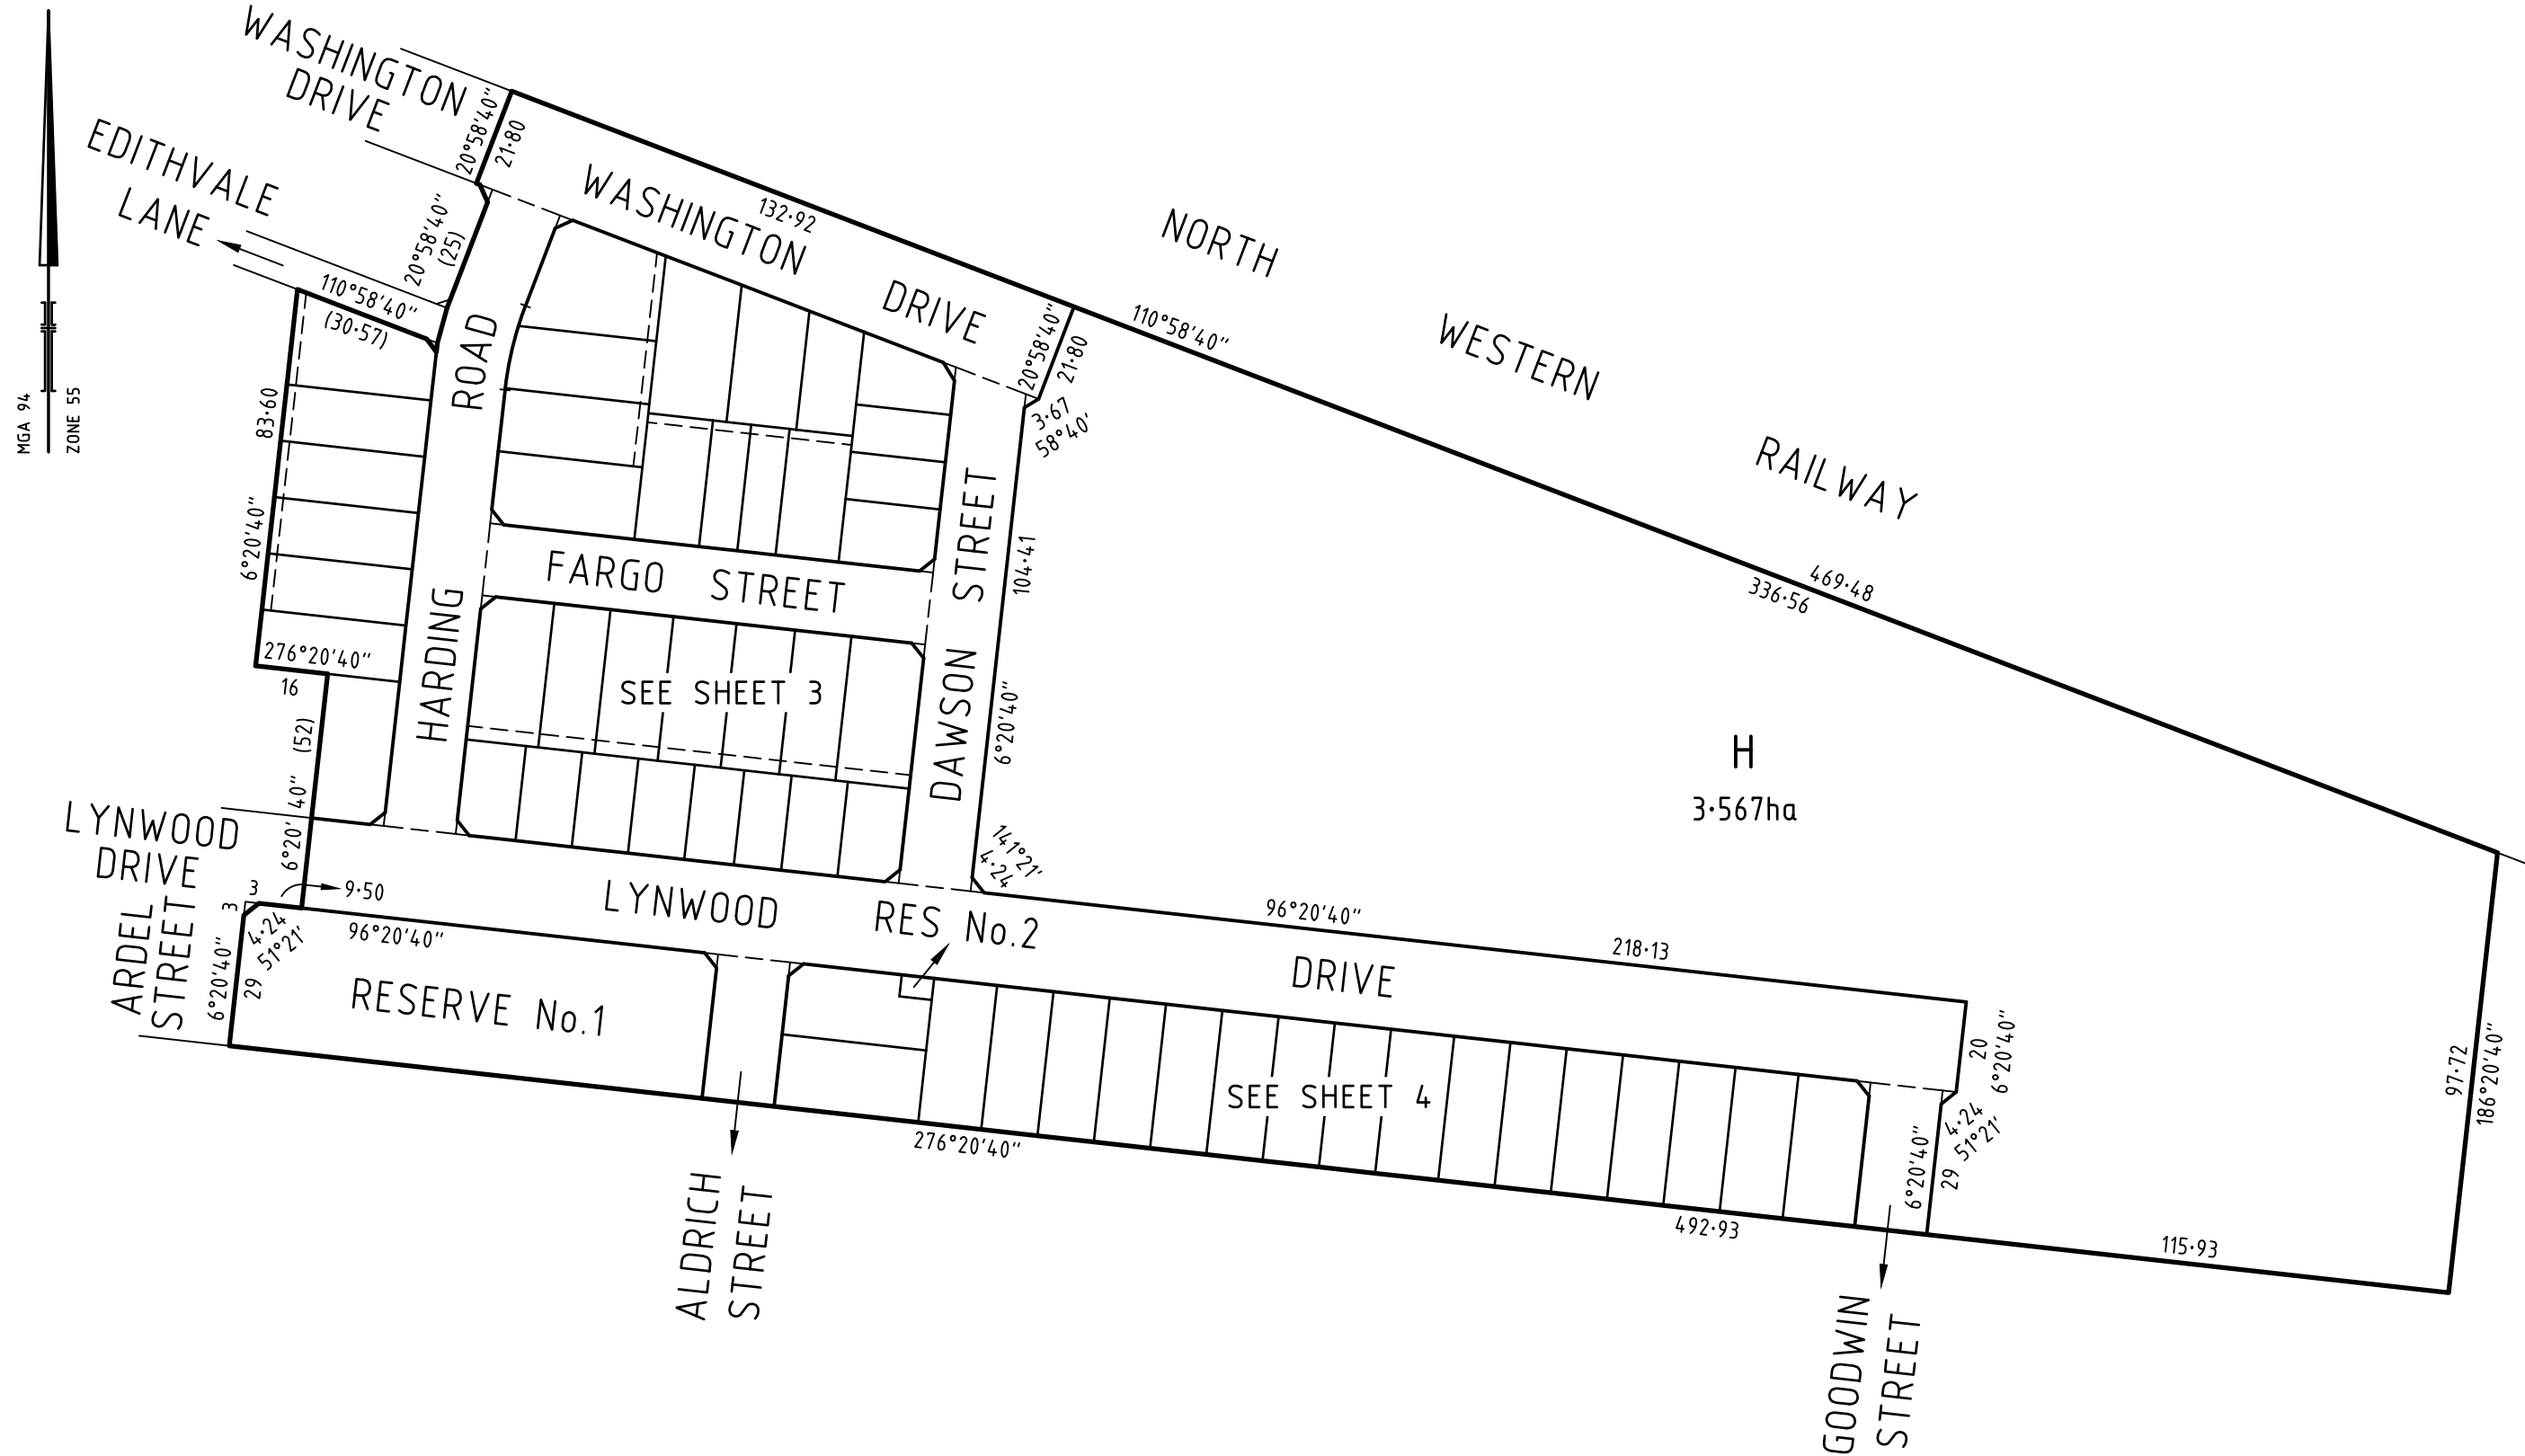 WASHINGTON
DRIVE
EDITHVALE
LANE
MGA 94
ZONE 55
20°58'40"
21·80
20°58'40"
(25)
110°58'40"
(30·57)
WASHINGTON
DRIVE
132·92
NORTH
WESTERN
RAILWAY
110°58'40"
469·48
336·56
20°58'40"
21·80
3·67
58°40'
83·60
6°20'40"
HARDING
ROAD
FARGO STREET
DAWSON STREET
104·41
6°20'40"
276°20'40"
16
(52)
6°20' 40"
SEE SHEET 3
H
3·567ha
LYNWOOD
DRIVE
ARDEL
STREET
3
3
9·50
4·24
51°21'
6°20'40"
29
96°20'40"
RESERVE No.1
LYNWOOD
DRIVE
RES No.2
141°21'
4·24
96°20'40"
218·13
SEE SHEET 4
20
6°20'40"
4·24
51°21'
6°20'40"
29
97·72
186°20'40"
276°20'40"
492·93
115·93
ALDRICH
STREET
GOODWIN
STREET